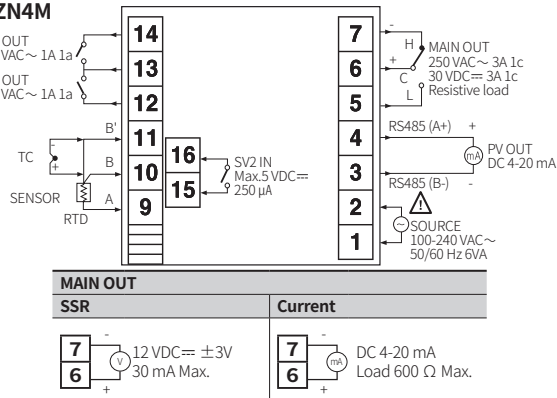 ZN4M
OUT
VAC～ 1A 1a
OUT
VAC～ 1A 1a
14
13
12
11
10
9
B'
B
A
-
+
TC
SENSOR
RTD
16
15
SV2 IN
Max.5 VDC⎓
250 µA
7
6
5
4
3
2
1
-
+
H
C
L
MAIN OUT
250 VAC～ 3A 1c
30 VDC⎓ 3A 1c
Resistive load
RS485 (A+) +
mA
PV OUT
DC 4-20 mA
RS485 (B-) -
!
~
SOURCE
100-240 VAC～
50/60 Hz 6VA
MAIN OUT
SSR
Current
7
6
-
V
+
12 VDC⎓ ±3V
30 mA Max.
7
6
-
mA
+
DC 4-20 mA
Load 600 Ω Max.